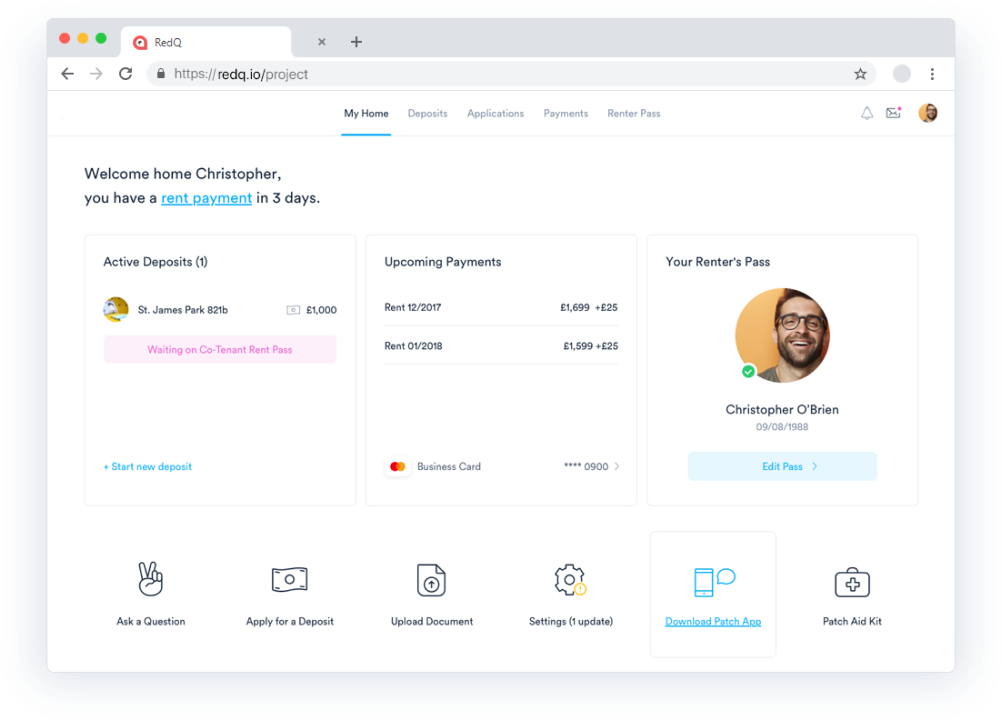 RedQ
https://redq.io/project
My Home Deposits Applications Payments Renter Pass
Welcome home Christopher,
you have a rent payment in 3 days.
Active Deposits (1)
St. James Park 821b £1,000
Waiting on Co-Tenant Rent Pass
+ Start new deposit
Upcoming Payments
Rent 12/2017 £1,699 +£25
Rent 01/2018 £1,599 +£25
Business Card **** 0900
Your Renter's Pass
Christopher O'Brien
09/08/1988
Edit Pass
Ask a Question
Apply for a Deposit
Upload Document
Settings (1 update)
Download Patch App
Patch Aid Kit